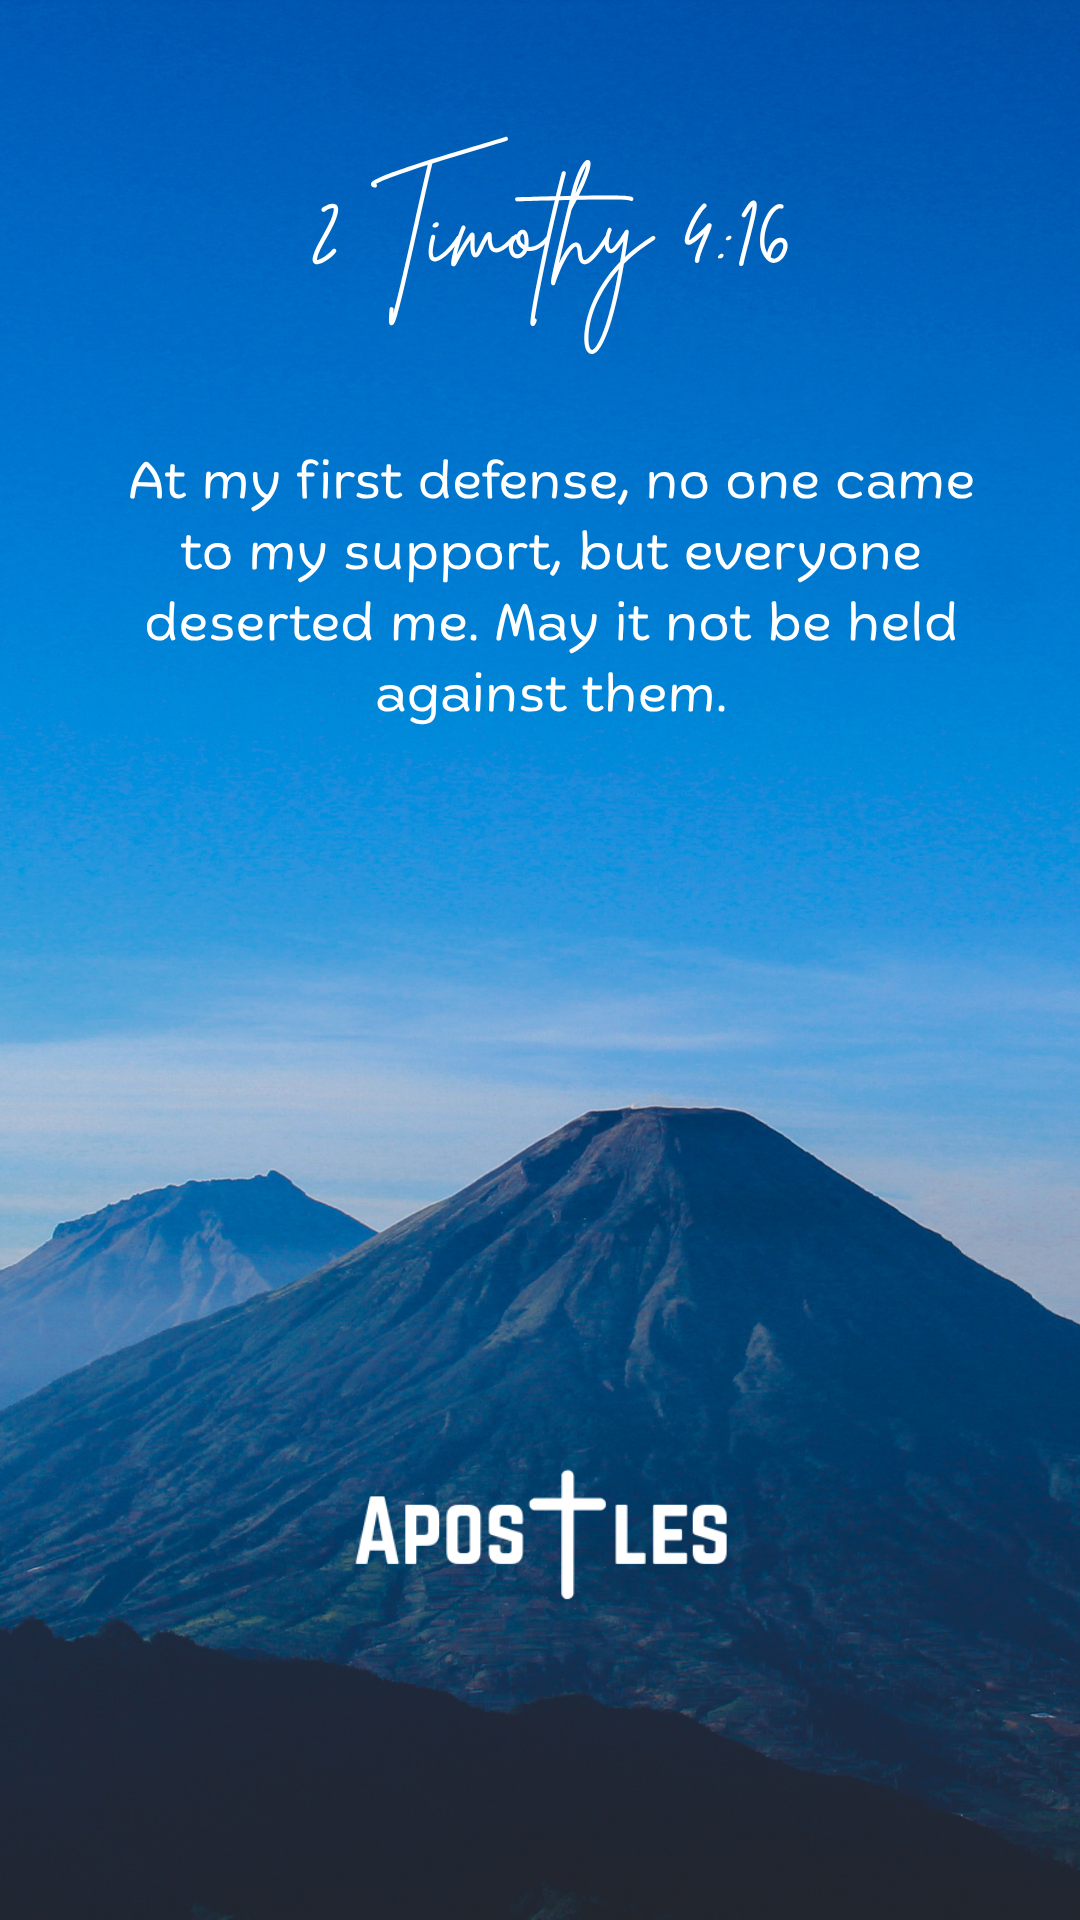 2 Timothy 4:16
At my first defense, no one came
to my support, but everyone
deserted me. May it not be held
against them.
APOSTLES